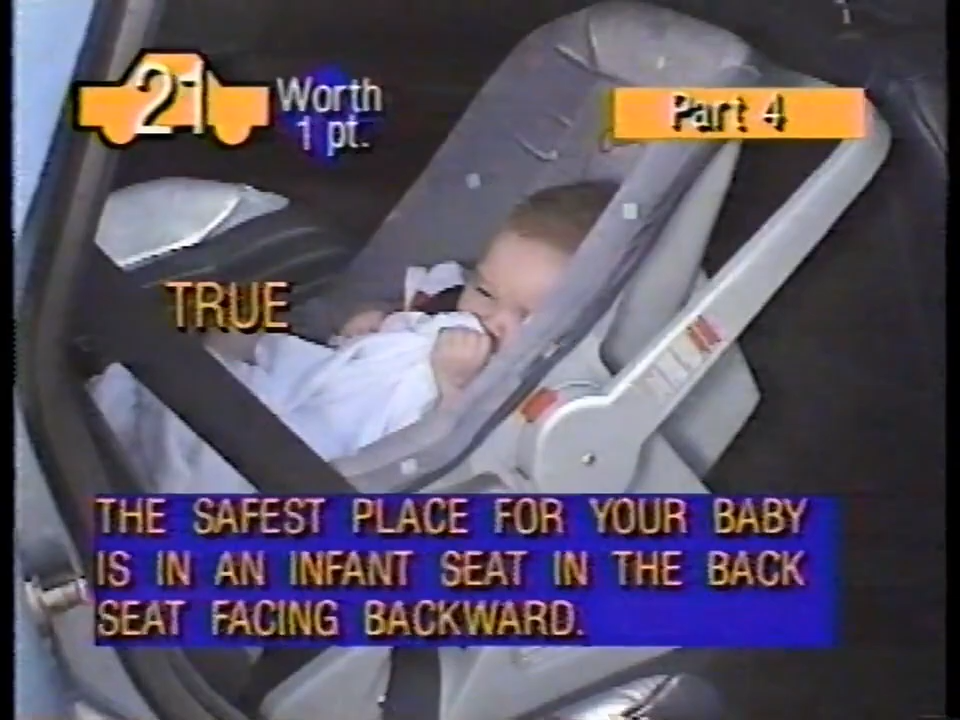 21
Worth
1 pt.
Part 4
TRUE
THE SAFEST PLACE FOR YOUR BABY
IS IN AN INFANT SEAT IN THE BACK
SEAT FACING BACKWARD.